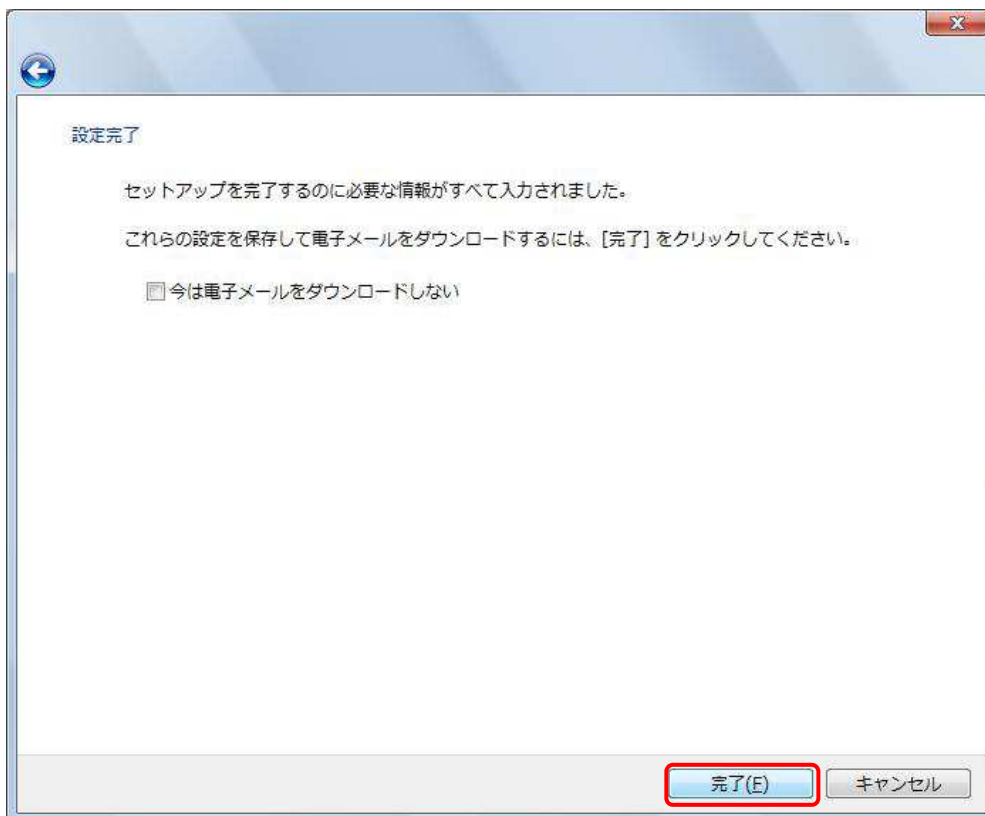 設定完了
セットアップを完了するのに必要な情報がすべて入力されました。
これらの設定を保存して電子メールをダウンロードするには、[完了] をクリックしてください。
今は電子メールをダウンロードしない
完了(F) キャンセル